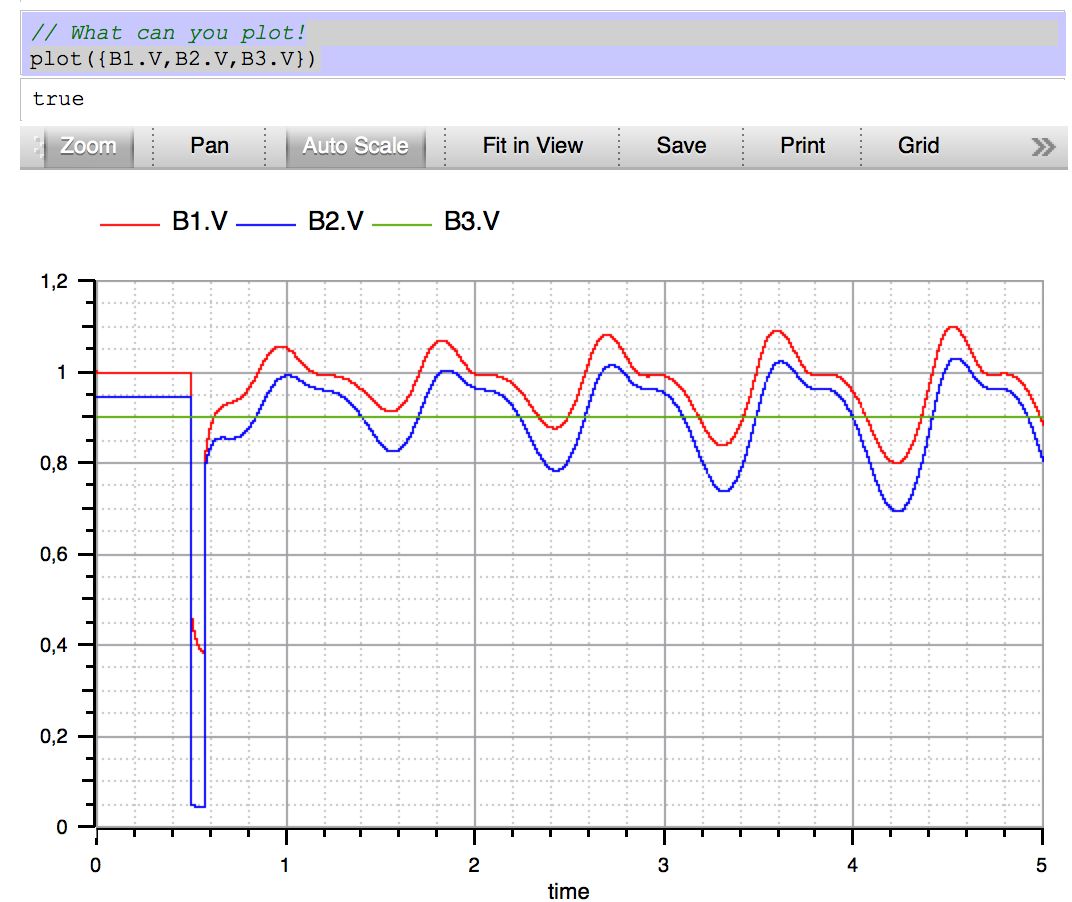 // What can you plot!
plot({B1.V,B2.V,B3.V})
true
Zoom Pan Auto Scale Fit in View Save Print Grid
B1.V B2.V B3.V
1,2
1
0,8
0,6
0,4
0,2
0
0 1 2 3 4 5
time